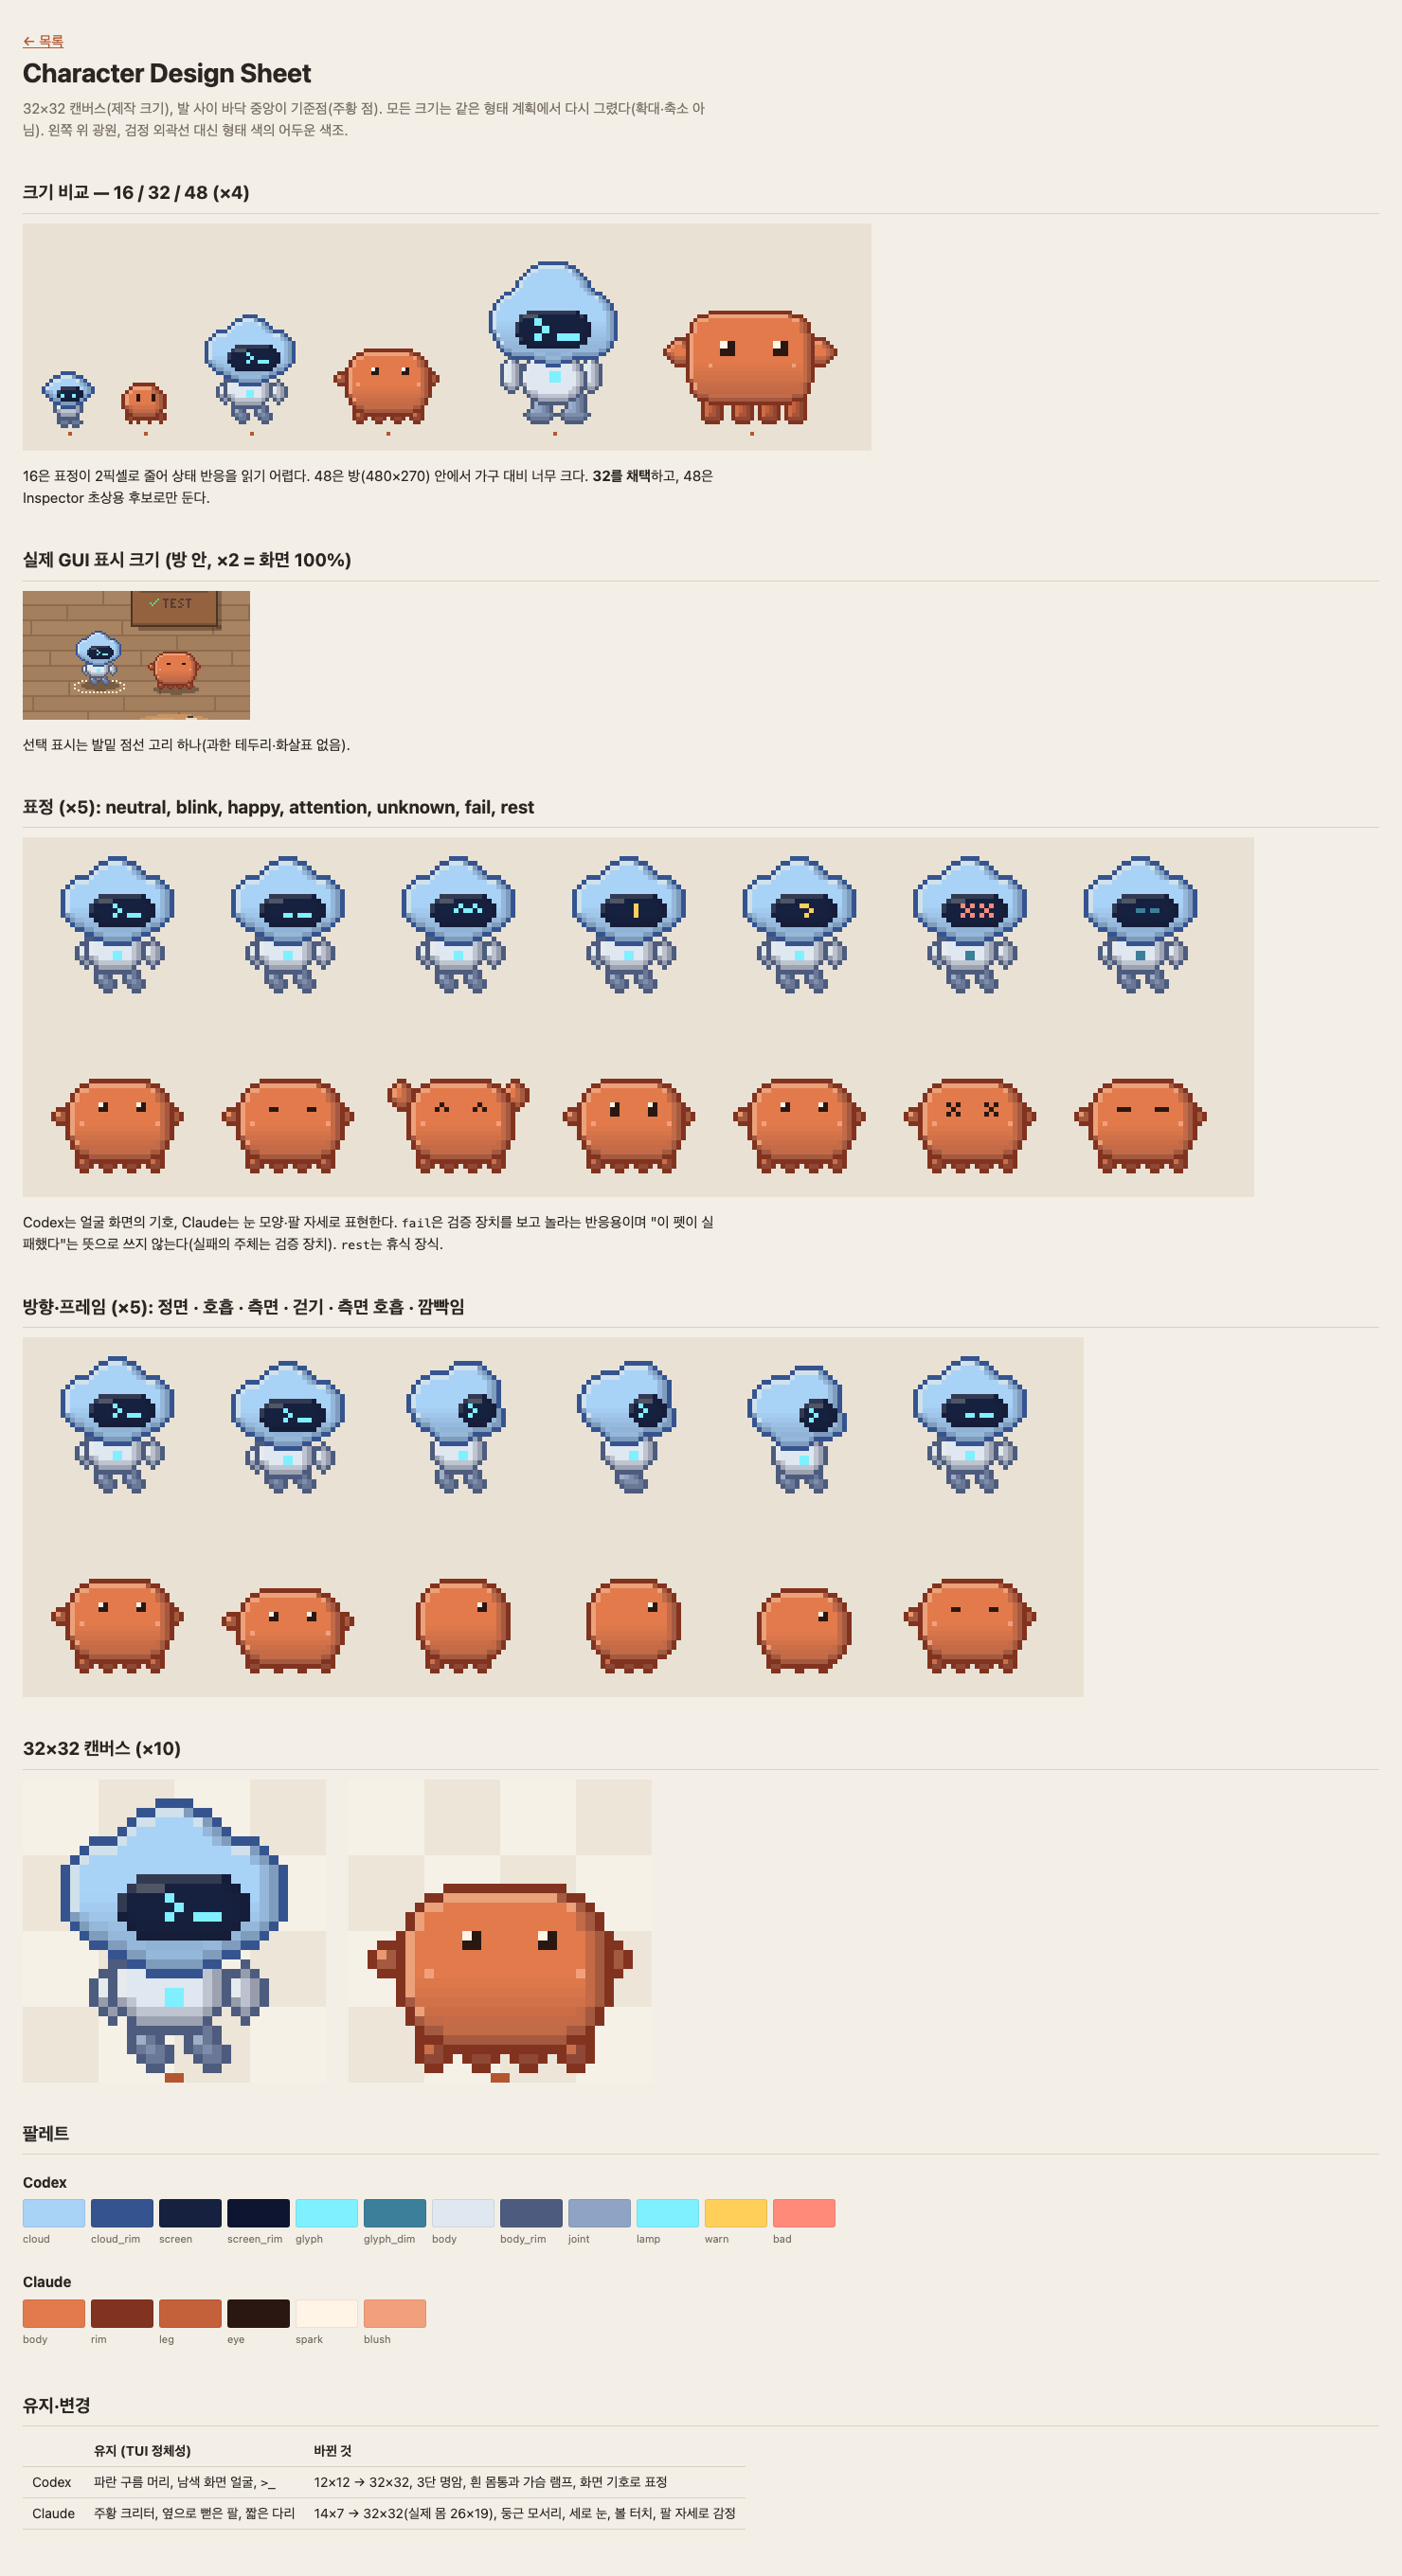 ← 목록
Character Design Sheet
32×32 캔버스(제작 크기), 발 사이 바닥 중앙이 기준점(주황 점). 모든 크기는 같은 형태 계획에서 다시 그렸다(확대·축소 아
님). 왼쪽 위 광원, 검정 외곽선 대신 형태 색의 어두운 색조.
크기 비교 — 16 / 32 / 48 (×4)
16은 표정이 2픽셀로 줄어 상태 반응을 읽기 어렵다. 48은 방(480×270) 안에서 가구 대비 너무 크다. 32를 채택하고, 48은
Inspector 초상용 후보로만 둔다.
실제 GUI 표시 크기 (방 안, ×2 = 화면 100%)
✓TEST
선택 표시는 발밑 점선 고리 하나(과한 테두리·화살표 없음).
표정 (×5): neutral, blink, happy, attention, unknown, fail, rest
Codex는 얼굴 화면의 기호, Claude는 눈 모양·팔 자세로 표현한다. fail은 검증 장치를 보고 놀라는 반응용이며 "이 펫이 실
패했다"는 뜻으로 쓰지 않는다(실패의 주체는 검증 장치). rest는 휴식 장식.
방향·프레임 (×5): 정면 · 호흡 · 측면 · 걷기 · 측면 호흡 · 깜빡임
32×32 캔버스 (×10)
팔레트
Codex
cloud cloud_rim screen screen_rim glyph glyph_dim body body_rim joint lamp warn bad
Claude
body rim leg eye spark blush
유지·변경
유지 (TUI 정체성) 바뀐 것
Codex 파란 구름 머리, 남색 화면 얼굴, >_ 12×12 → 32×32, 3단 명암, 흰 몸통과 가슴 램프, 화면 기호로 표정
Claude 주황 크리터, 옆으로 뻗은 팔, 짧은 다리 14×7 → 32×32(실제 몸 26×19), 둥근 모서리, 세로 눈, 볼 터치, 팔 자세로 감정